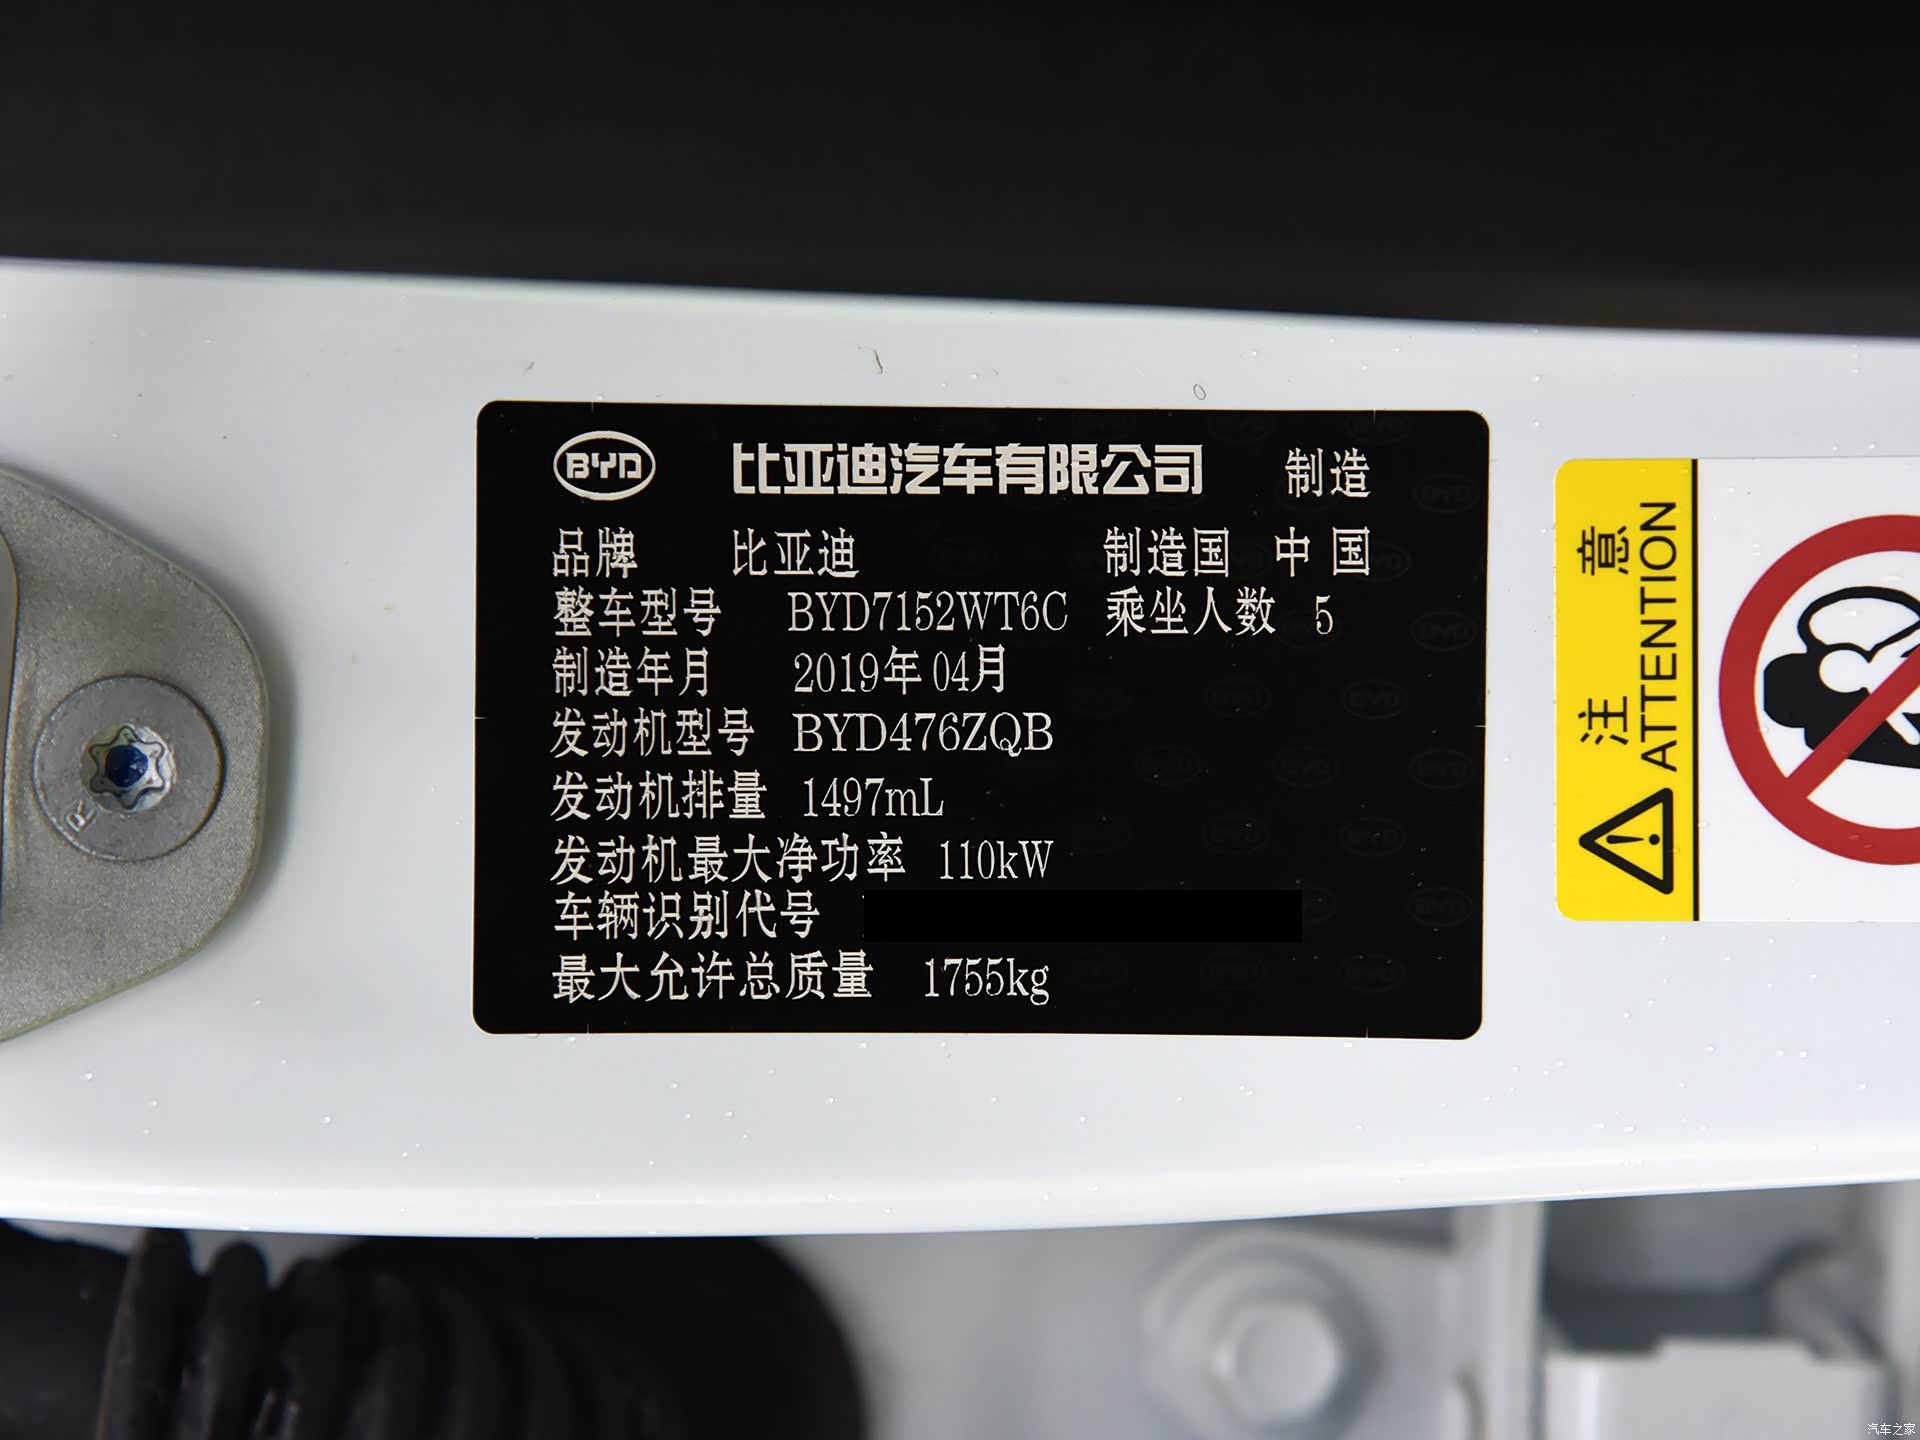 BYD 比亚迪汽车有限公司 制造
品牌 比亚迪 制造国 中国
整车型号 BYD7152WT6C 乘坐人数 5
制造年月 2019年04月
发动机型号 BYD476ZQB
发动机排量 1497mL
发动机最大净功率 110kW
车辆识别代号
最大允许总质量 1755kg
注意
ATTENTION
汽车之家